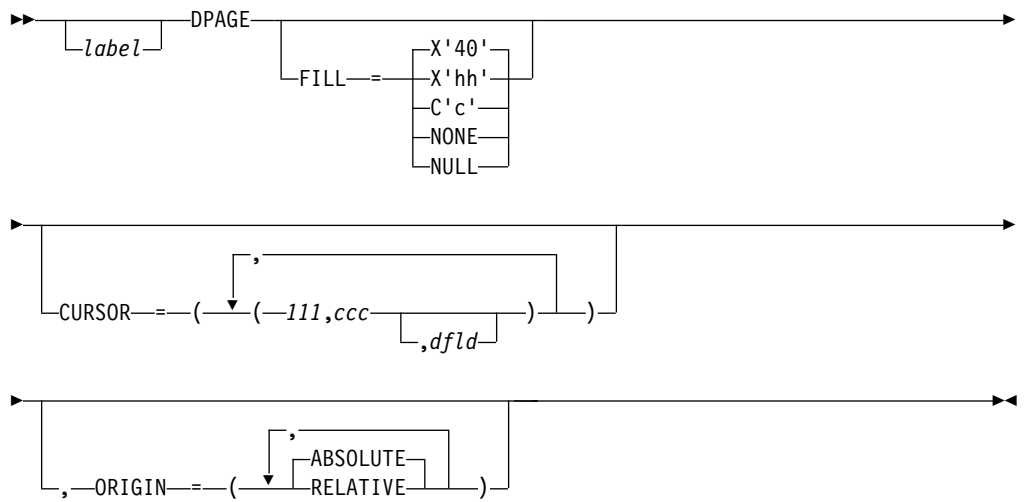 label DPAGE
FILL = X'40'
X'hh'
C'c'
NONE
NULL
,
CURSOR = ( ( 111,ccc ) )
,dfld
,
ABSOLUTE
, ORIGIN = ( RELATIVE )